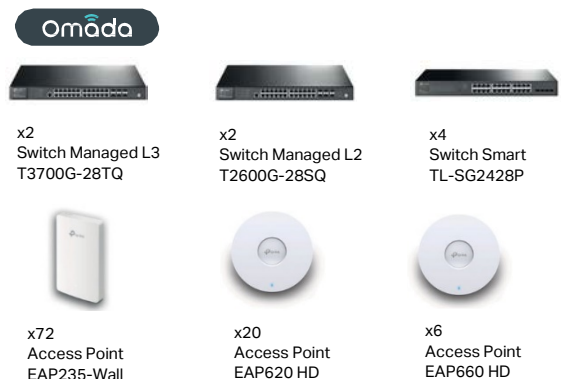 omada
x2
Switch Managed L3
T3700G-28TQ
x2
Switch Managed L2
T2600G-28SQ
x4
Switch Smart
TL-SG2428P
x72
Access Point
EAP235-Wall
x20
Access Point
EAP620 HD
x6
Access Point
EAP660 HD